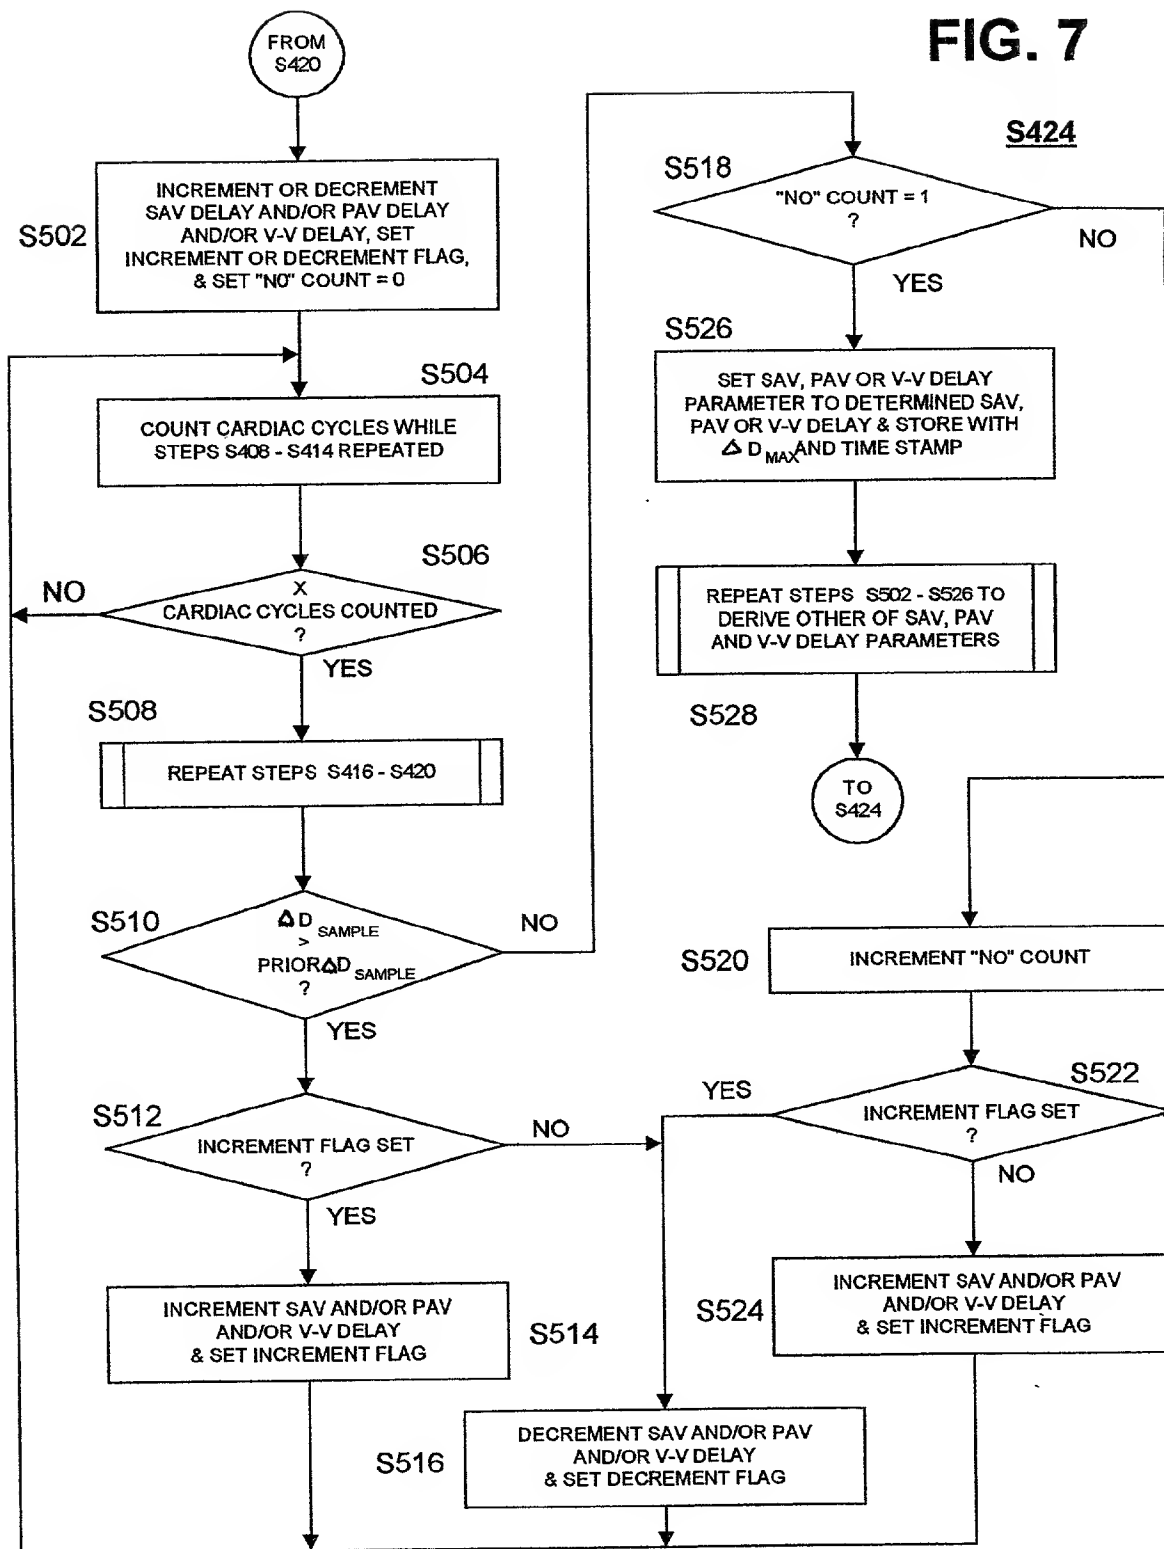 FIG. 7
S424
FROM
S420
S502
INCREMENT OR DECREMENT
SAV DELAY AND/OR PAV DELAY
AND/OR V-V DELAY, SET
INCREMENT OR DECREMENT FLAG,
& SET "NO" COUNT = 0
S504
COUNT CARDIAC CYCLES WHILE
STEPS S408 - S414 REPEATED
S506
X
CARDIAC CYCLES COUNTED
?
NO
YES
S508
REPEAT STEPS S416 - S420
S510
Δ D SAMPLE
>
PRIOR Δ D SAMPLE
?
NO
YES
S512
INCREMENT FLAG SET
?
NO
YES
INCREMENT SAV AND/OR PAV
AND/OR V-V DELAY
& SET INCREMENT FLAG
S514
S516
DECREMENT SAV AND/OR PAV
AND/OR V-V DELAY
& SET DECREMENT FLAG
S518
"NO" COUNT = 1
?
NO
YES
S526
SET SAV, PAV OR V-V DELAY
PARAMETER TO DETERMINED SAV,
PAV OR V-V DELAY & STORE WITH
Δ D MAX AND TIME STAMP
REPEAT STEPS S502 - S526 TO
DERIVE OTHER OF SAV, PAV
AND V-V DELAY PARAMETERS
S528
TO
S424
S520
INCREMENT "NO" COUNT
S522
INCREMENT FLAG SET
?
YES
NO
S524
INCREMENT SAV AND/OR PAV
AND/OR V-V DELAY
& SET INCREMENT FLAG